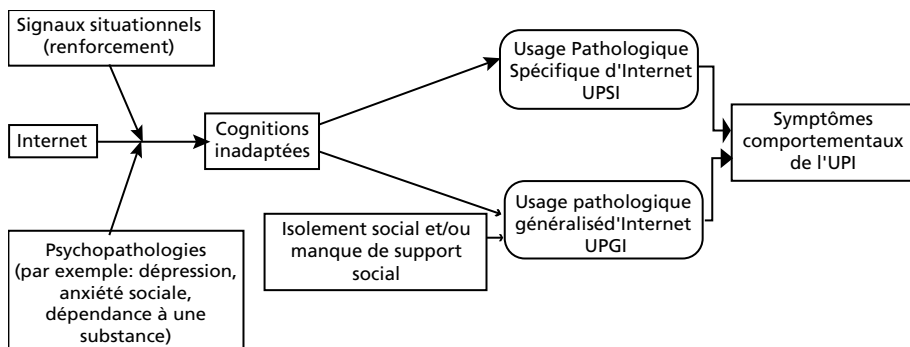 Signaux situationnels
(renforcement)
Internet
Psychopathologies
(par exemple: dépression,
anxiété sociale,
dépendance à une
substance)
Cognitions
inadaptées
Usage Pathologique
Spécifique d'Internet
UPSI
Isolement social et/ou
manque de support
social
Usage pathologique
généraliséd'Internet
UPGI
Symptômes
comportementaux
de l'UPI